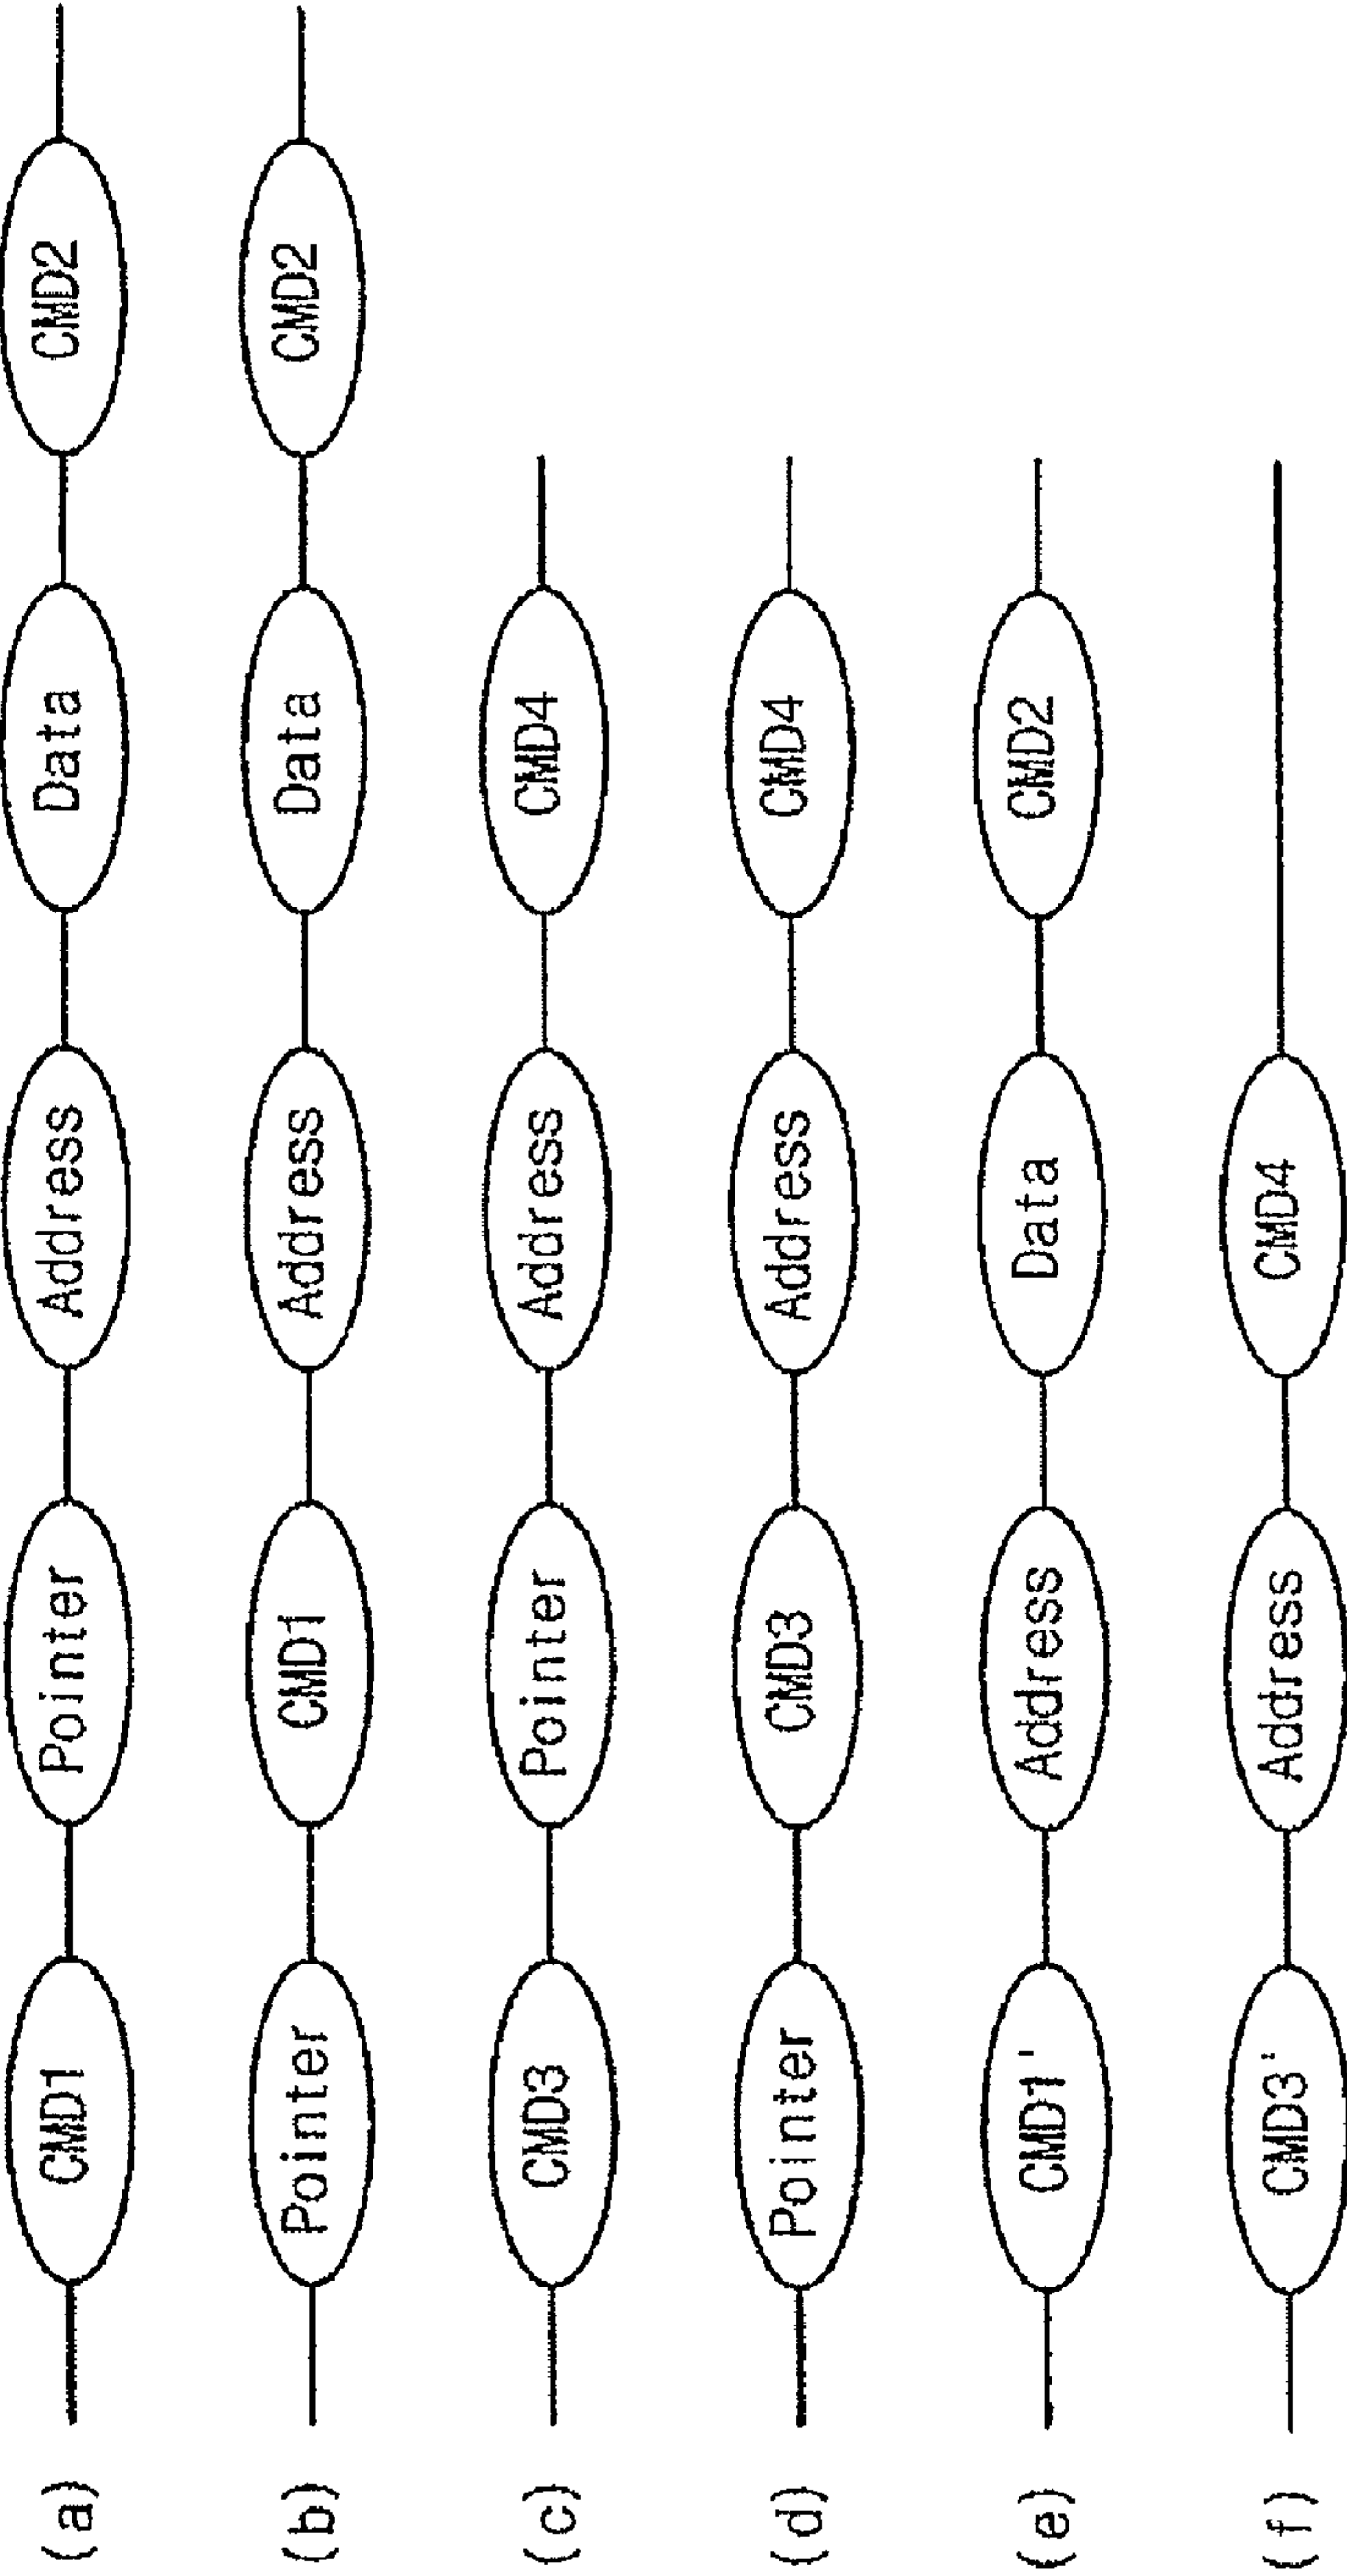 (a) CMD1 Pointer Address Data CMD2
(b) Pointer CMD1 Address Data CMD2
(c) CMD3 Pointer Address CMD4
(d) Pointer CMD3 Address CMD4
(e) CMD1' Address Data CMD2
(f) CMD3' Address CMD4